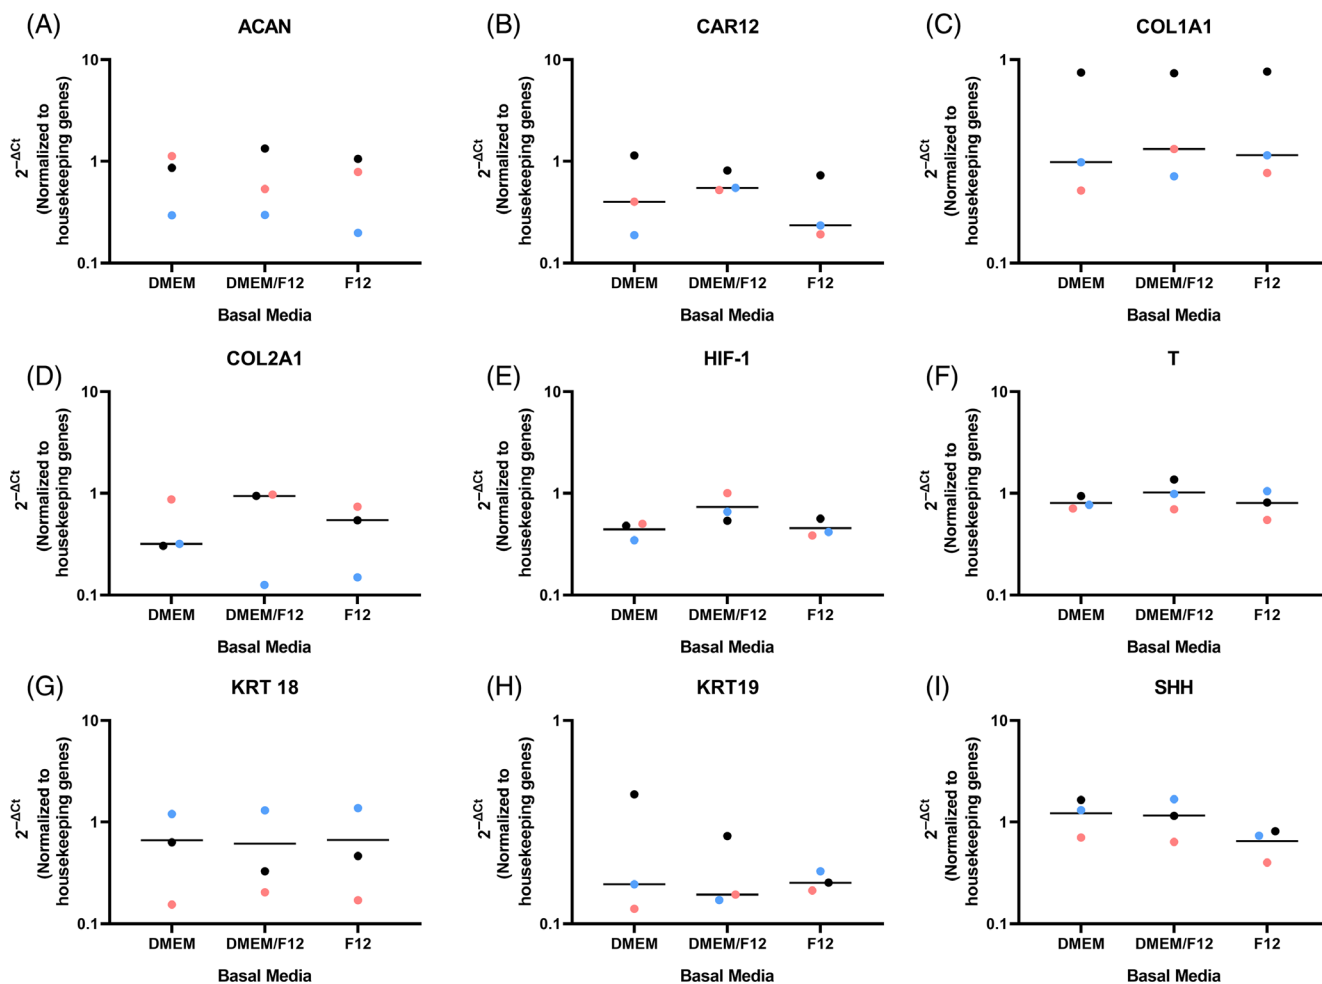 (A)
ACAN
2−ΔCt
(Normalized to
housekeeping genes)
10
1
0.1
DMEM DMEM/F12 F12
Basal Media
(B)
CAR12
2−ΔCt
(Normalized to
housekeeping genes)
10
1
0.1
DMEM DMEM/F12 F12
Basal Media
(C)
COL1A1
2−ΔCt
(Normalized to
housekeeping genes)
1
0.1
DMEM DMEM/F12 F12
Basal Media
(D)
COL2A1
2−ΔCt
(Normalized to
housekeeping genes)
10
1
0.1
DMEM DMEM/F12 F12
Basal Media
(E)
HIF-1
2−ΔCt
(Normalized to
housekeeping genes)
10
1
0.1
DMEM DMEM/F12 F12
Basal Media
(F)
T
2−ΔCt
(Normalized to
housekeeping genes)
10
1
0.1
DMEM DMEM/F12 F12
Basal Media
(G)
KRT 18
2−ΔCt
(Normalized to
housekeeping genes)
10
1
0.1
DMEM DMEM/F12 F12
Basal Media
(H)
KRT19
2−ΔCt
(Normalized to
housekeeping genes)
1
0.1
DMEM DMEM/F12 F12
Basal Media
(I)
SHH
2−ΔCt
(Normalized to
housekeeping genes)
10
1
0.1
DMEM DMEM/F12 F12
Basal Media